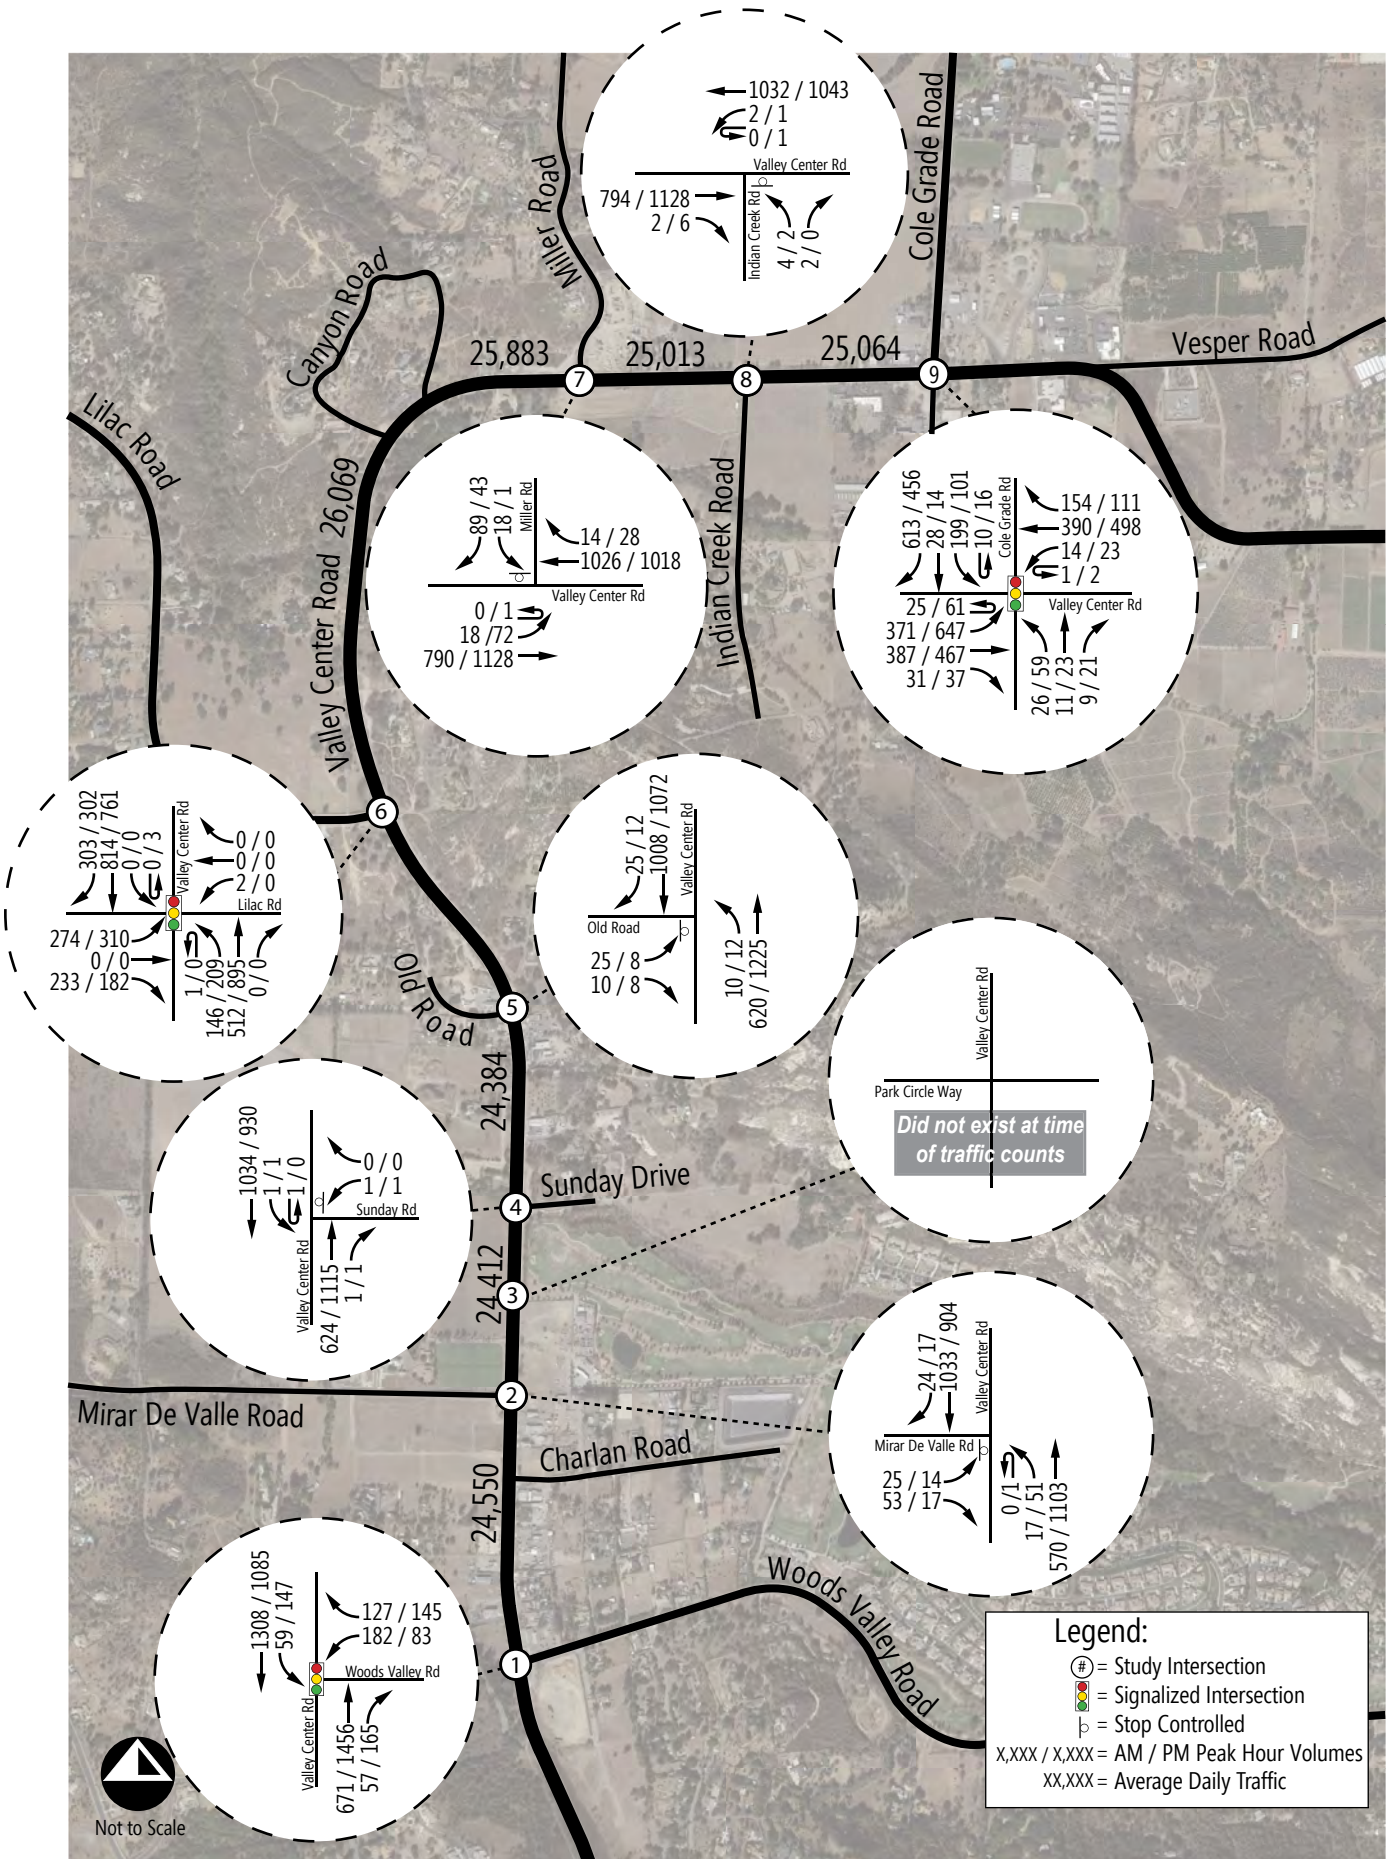 1032 / 1043
2 / 1
0 / 1
Valley Center Rd
794 / 1128
2 / 6
Indian Creek Rd
4 / 2
2 / 0
Miller Road
Cole Grade Road
Canyon Road
Vesper Road
25,883
25,013
25,064
7
8
9
Lilac Road
26,069
Valley Center Road
Indian Creek Road
89 / 43
18 / 1
Miller Rd
14 / 28
1026 / 1018
Valley Center Rd
0 / 1
18 /72
790 / 1128
613 / 456
28 / 14
199 / 101
10 / 16
Cole Grade Rd
154 / 111
390 / 498
14 / 23
1 / 2
Valley Center Rd
25 / 61
371 / 647
387 / 467
31 / 37
26 / 59
11 / 23
9 / 21
6
303 / 302
814 / 761
0 / 0
0 / 3
Valley Center Rd
0 / 0
0 / 0
2 / 0
Lilac Rd
274 / 310
0 / 0
233 / 182
1 / 0
146 / 209
512 / 895
0 / 0
25 / 12
1008 / 1072
Valley Center Rd
Old Road
25 / 8
10 / 8
10 / 12
620 / 1225
Old Road
5
24,384
Valley Center Rd
Park Circle Way
Did not exist at time
of traffic counts
1034 / 930
1 / 1
1 / 0
0 / 0
1 / 1
Sunday Rd
Valley Center Rd
624 / 1115
1 / 1
4
Sunday Drive
24,412
3
2
Mirar De Valle Road
Charlan Road
24,550
24 / 17
1033 / 904
Valley Center Rd
Mirar De Valle Rd
25 / 14
53 / 17
0 /1
17 / 51
570 / 1103
1308 / 1085
59 / 147
127 / 145
182 / 83
Woods Valley Rd
Valley Center Rd
671 / 1456
57 / 165
1
Woods Valley Road
Not to Scale
Legend:
# = Study Intersection
= Signalized Intersection
= Stop Controlled
X,XXX / X,XXX = AM / PM Peak Hour Volumes
XX,XXX = Average Daily Traffic